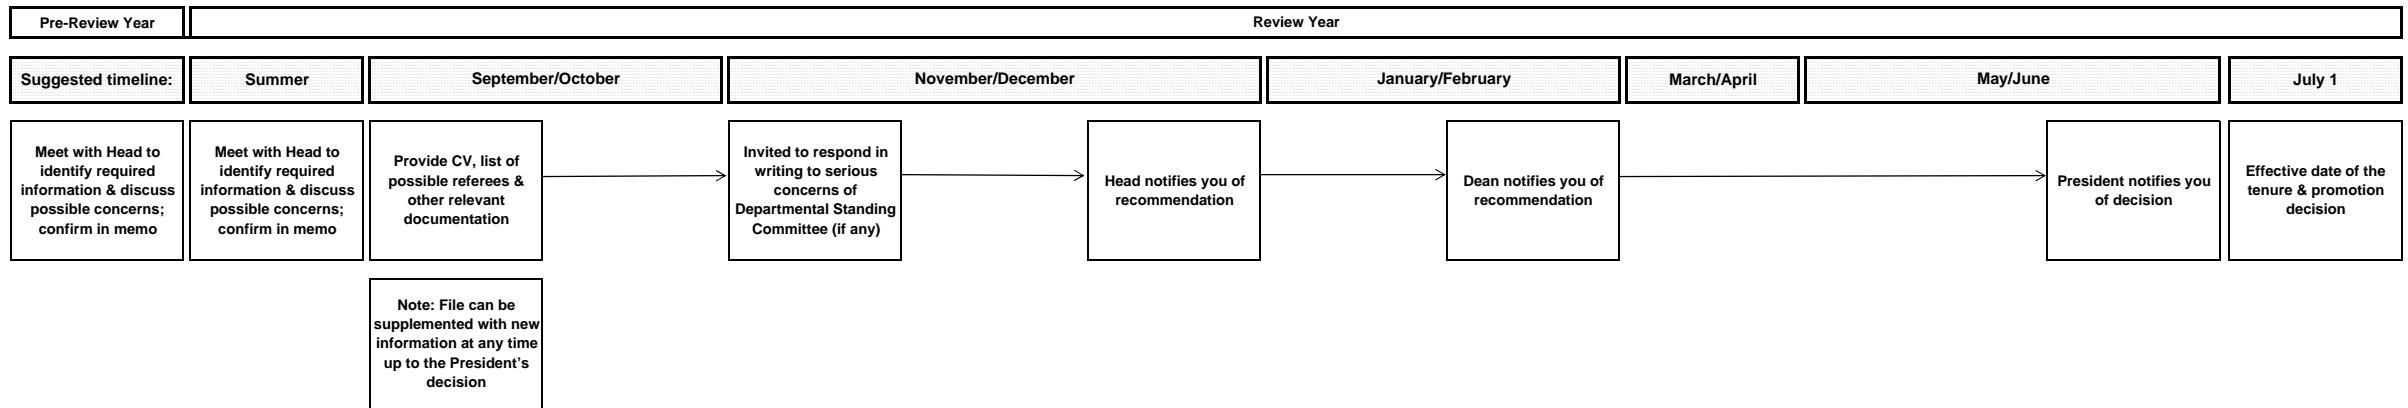 Pre-Review Year
Review Year
Suggested timeline:
Summer
September/October
November/December
January/February
March/April
May/June
July 1
Meet with Head to
identify required
information & discuss
possible concerns;
confirm in memo
Meet with Head to
identify required
information & discuss
possible concerns;
confirm in memo
Provide CV, list of
possible referees &
other relevant
documentation
Invited to respond in
writing to serious
concerns of
Departmental Standing
Committee (if any)
Head notifies you of
recommendation
Dean notifies you of
recommendation
President notifies you
of decision
Effective date of the
tenure & promotion
decision
Note: File can be
supplemented with new
information at any time
up to the President’s
decision